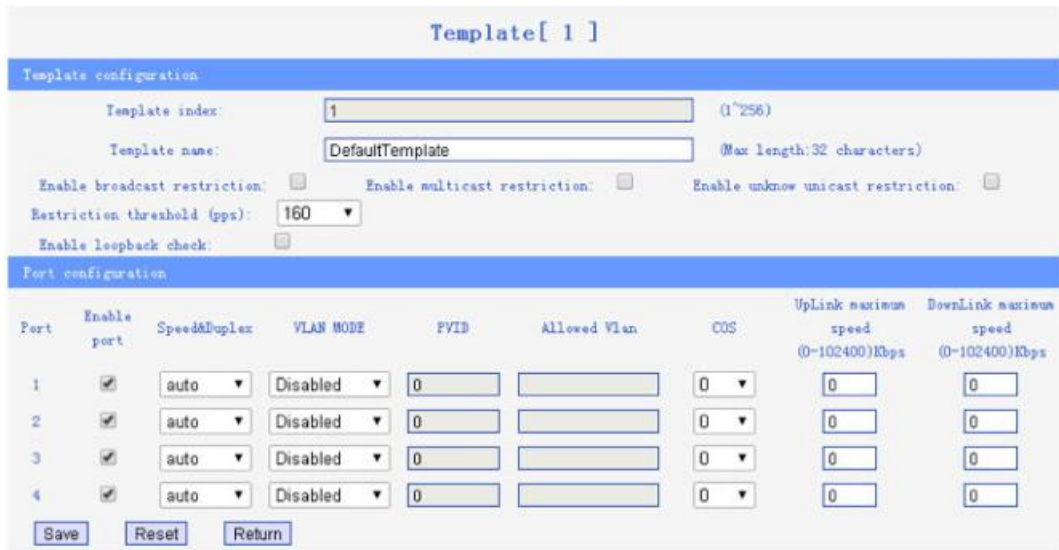 Template[ 1 ]
Template configuration
Template index: 1 (1~256)
Template name: DefaultTemplate (Max length:32 characters)
Enable broadcast restriction: Enable multicast restriction: Enable unknow unicast restriction:
Restriction threshold (pps): 160
Enable loopback check:
Port configuration
Port Enable port Speed&Duplex VLAN MODE PVID Allowed Vlan COS UpLink maximum speed (0-102400)Kbps DownLink maximum speed (0-102400)Kbps
1 auto Disabled 0 0 0 0
2 auto Disabled 0 0 0 0
3 auto Disabled 0 0 0 0
4 auto Disabled 0 0 0 0
Save Reset Return